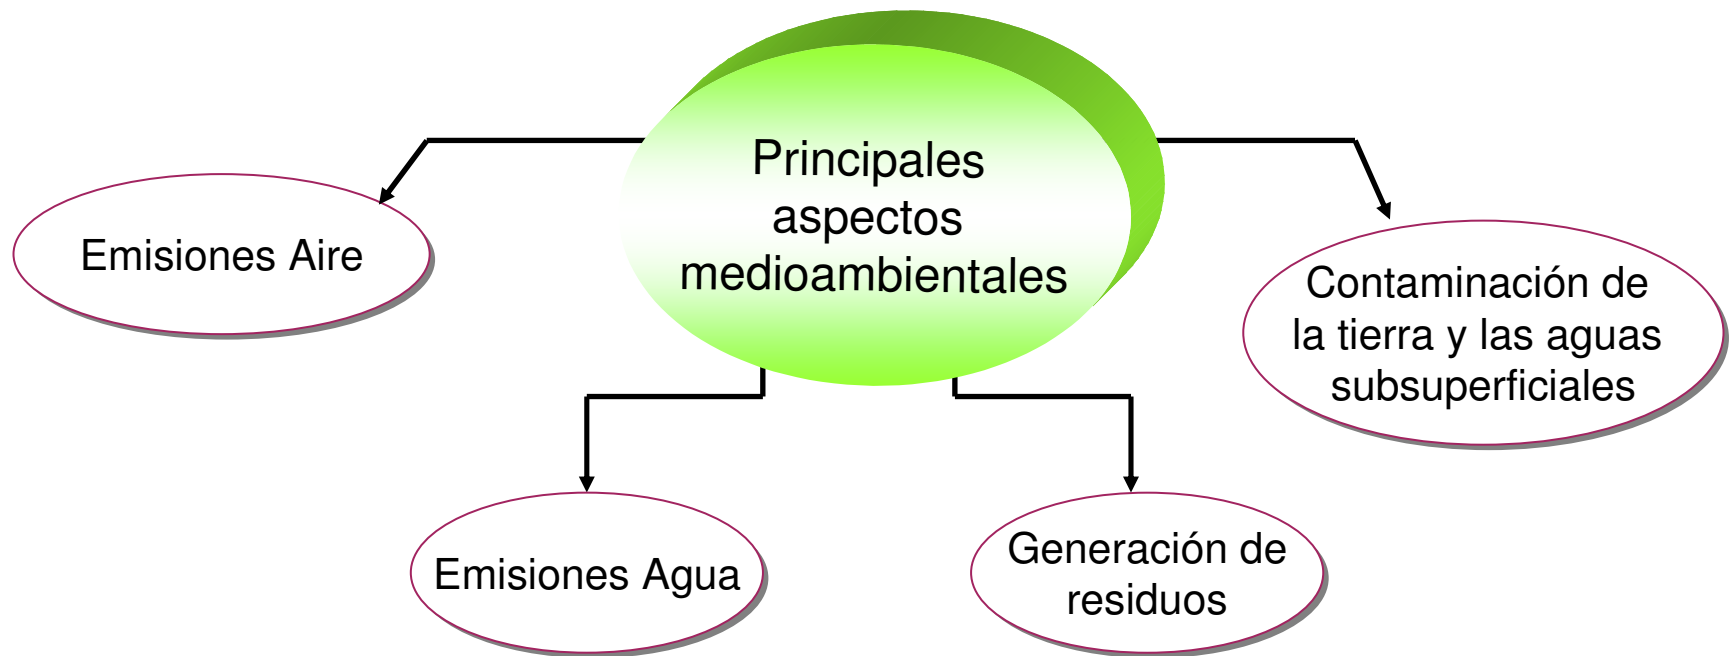 Principales
aspectos
medioambientales
Emisiones Aire
Contaminación de
la tierra y las aguas
subsuperficiales
Emisiones Agua
Generación de
residuos